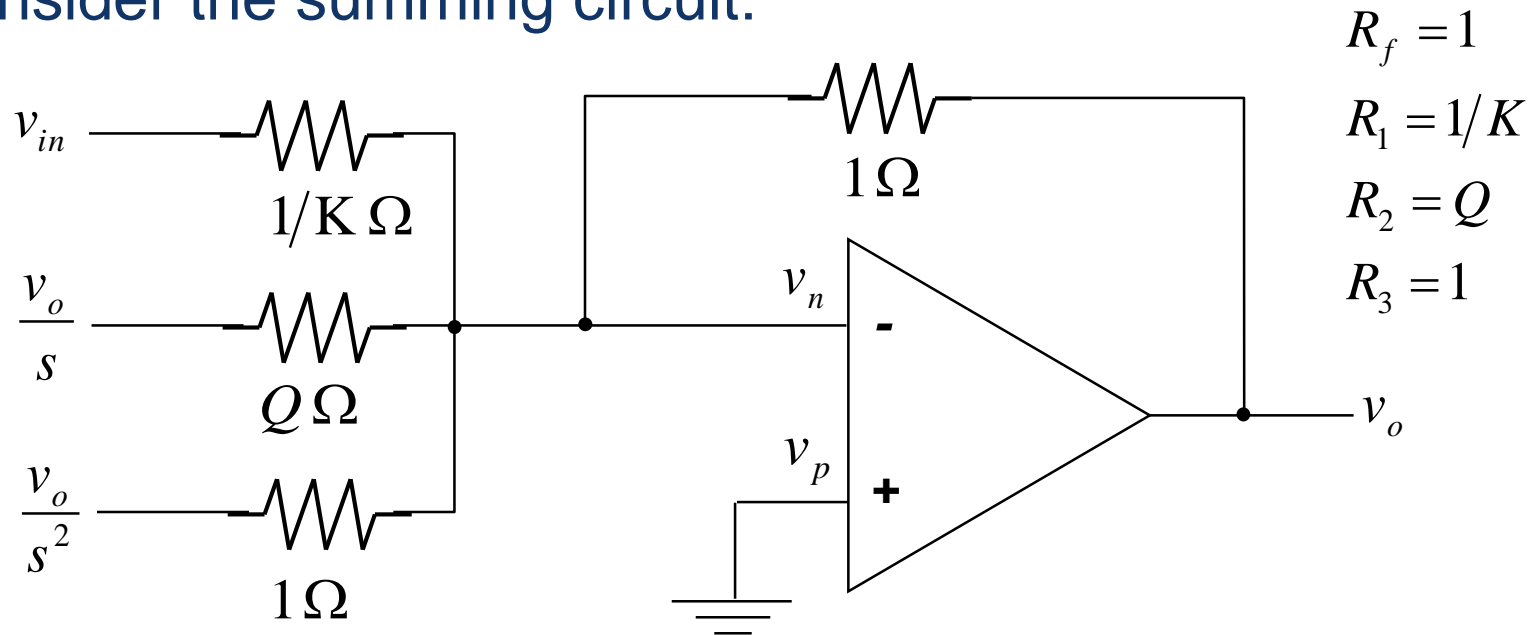 nsider the summing circuit:
R_f = 1
v_in
1/K Ω
1 Ω
R_1 = 1/K
R_2 = Q
R_3 = 1
v_o
s
Q Ω
v_n
-
v_p
+
v_o
v_o
s^2
1 Ω